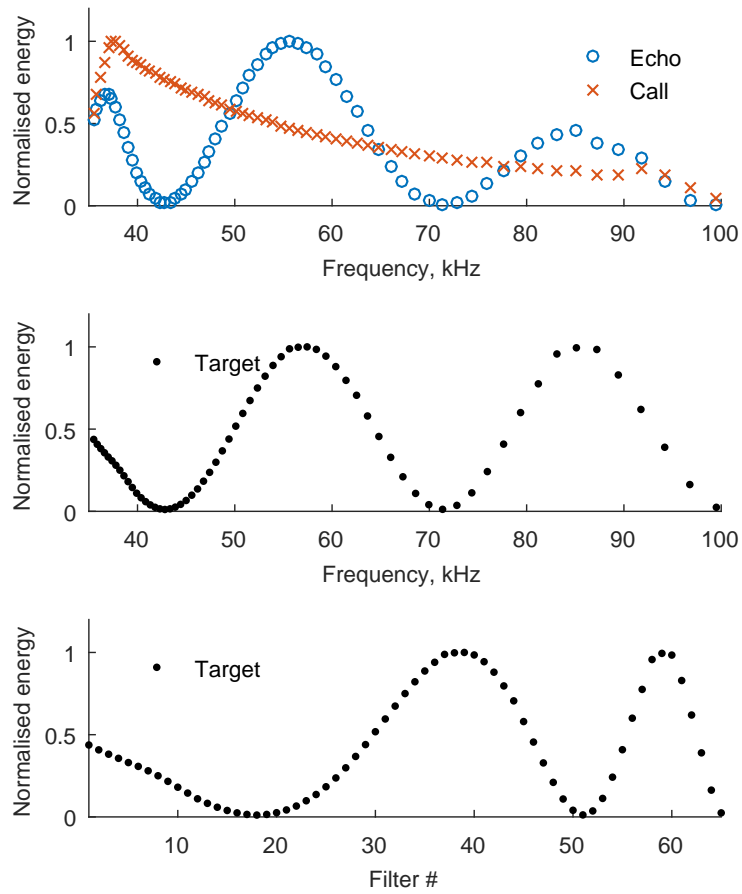 Normalised energy
1
0.5
0
Echo
Call
40 50 60 70 80 90 100
Frequency, kHz
Normalised energy
1
0.5
0
Target
40 50 60 70 80 90 100
Frequency, kHz
Normalised energy
1
0.5
0
Target
10 20 30 40 50 60
Filter #